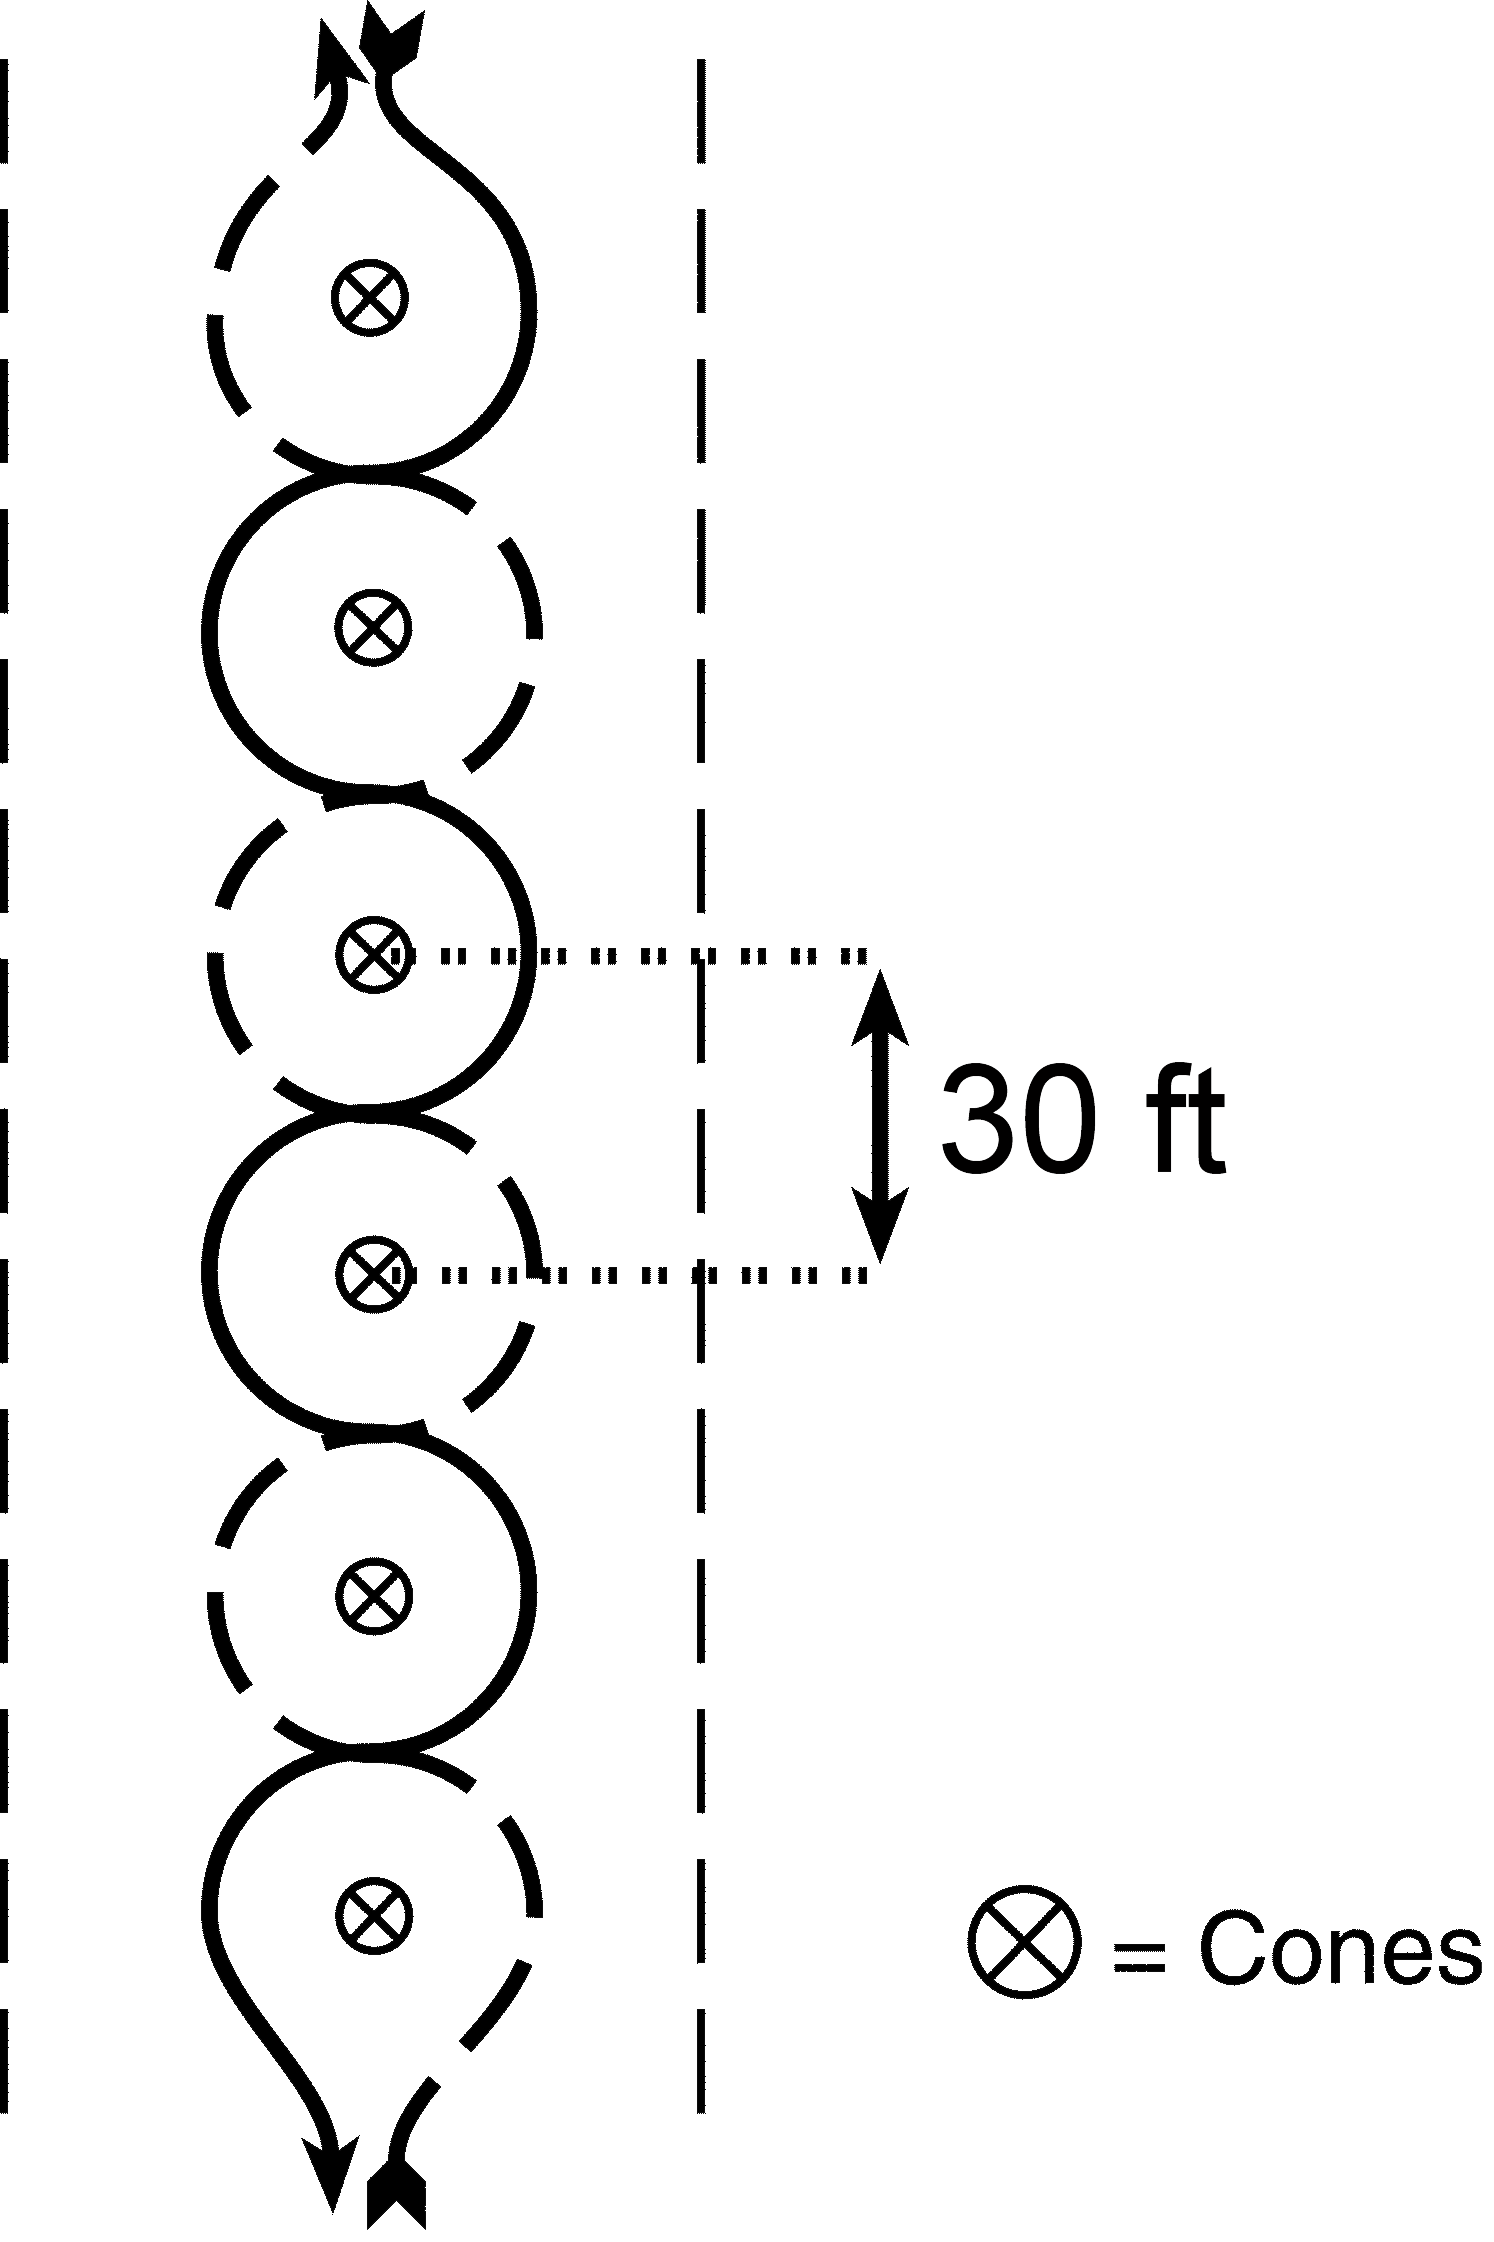 30 ft
= Cones